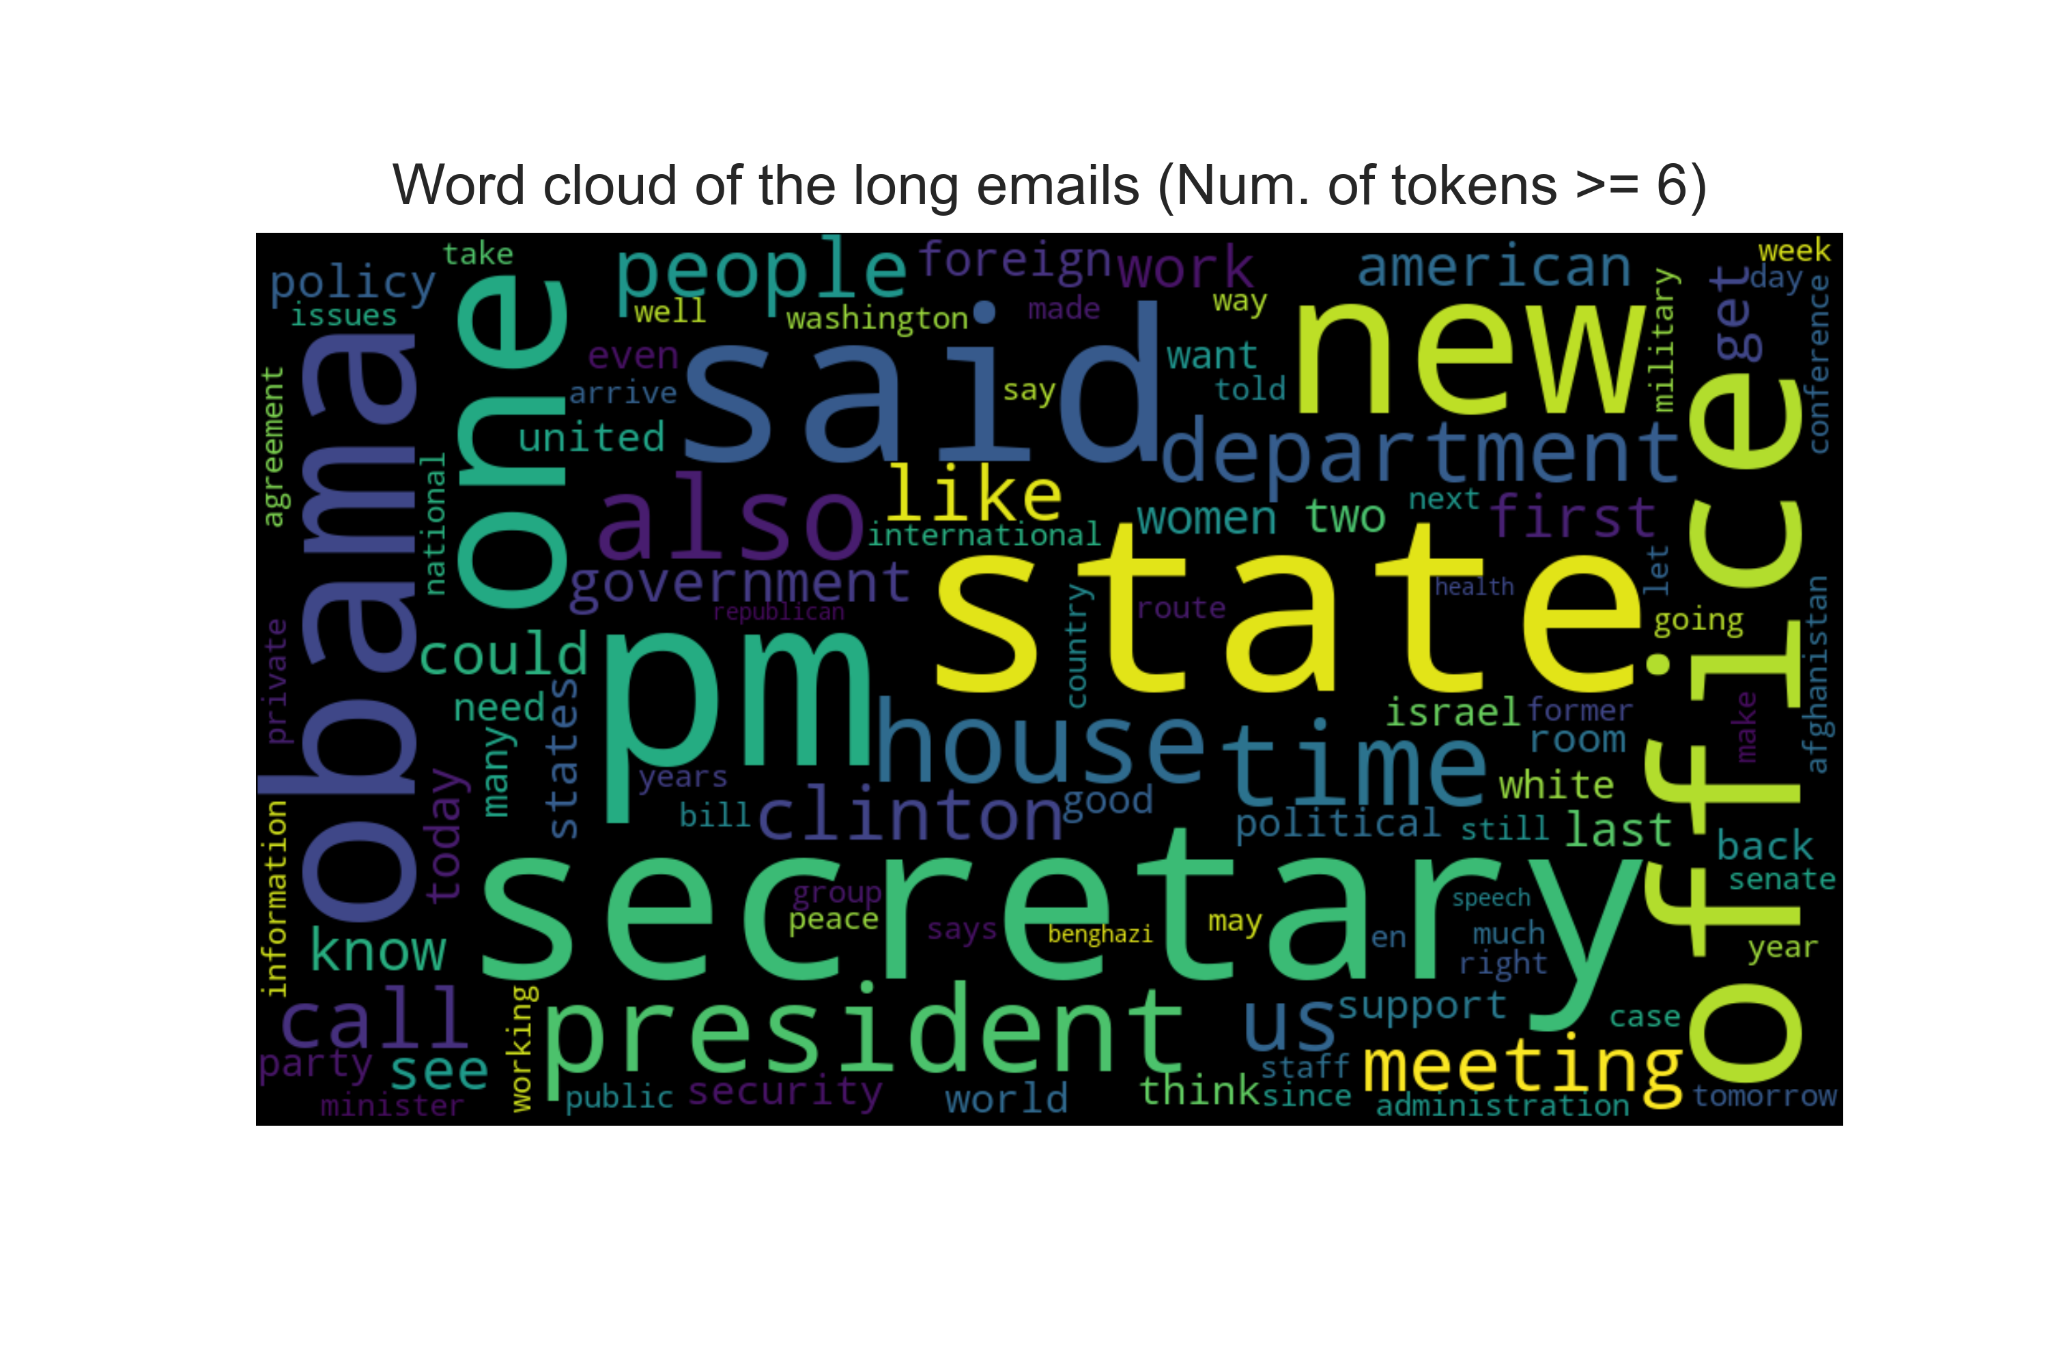 Word cloud of the long emails (Num. of tokens >= 6)
take
people
foreign
work
american
week
policy
one
well
washington
made
way
new
military
get
day
conference
issues
obama
even
said
want
arrive
say
told
office
agreement
united
department
national
also
like
international
women
two
next
first
government
state
let
health
republican
country
route
going
afghanistan
private
could
pm
need
states
house
time
israel
former
room
make
many
years
today
bill
clinton
good
white
political
still
last
back
senate
information
secretary
group
peace
says
benghazi
may
speech
en
much
right
year
know
call
working
president
us
support
case
party
see
meeting
minister
public
security
world
think
staff
since
administration
tomorrow